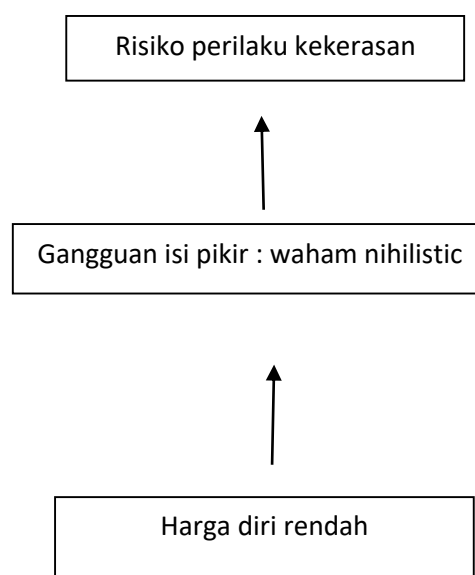 Risiko perilaku kekerasan
Gangguan isi pikir : waham nihilistic
Harga diri rendah